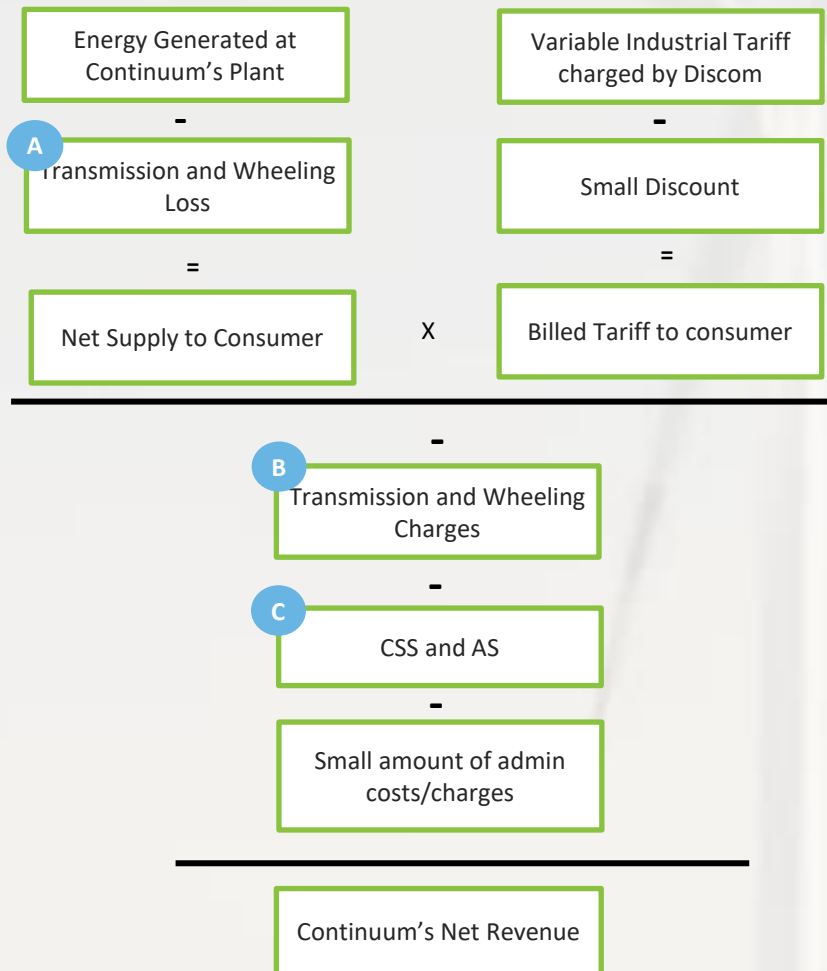 Energy Generated at
Continuum's Plant
Variable Industrial Tariff
charged by Discom
-
-
A
Transmission and Wheeling
Loss
Small Discount
=
=
Net Supply to Consumer
X
Billed Tariff to consumer
-
B
Transmission and Wheeling
Charges
-
C
CSS and AS
-
Small amount of admin
costs/charges
Continuum's Net Revenue